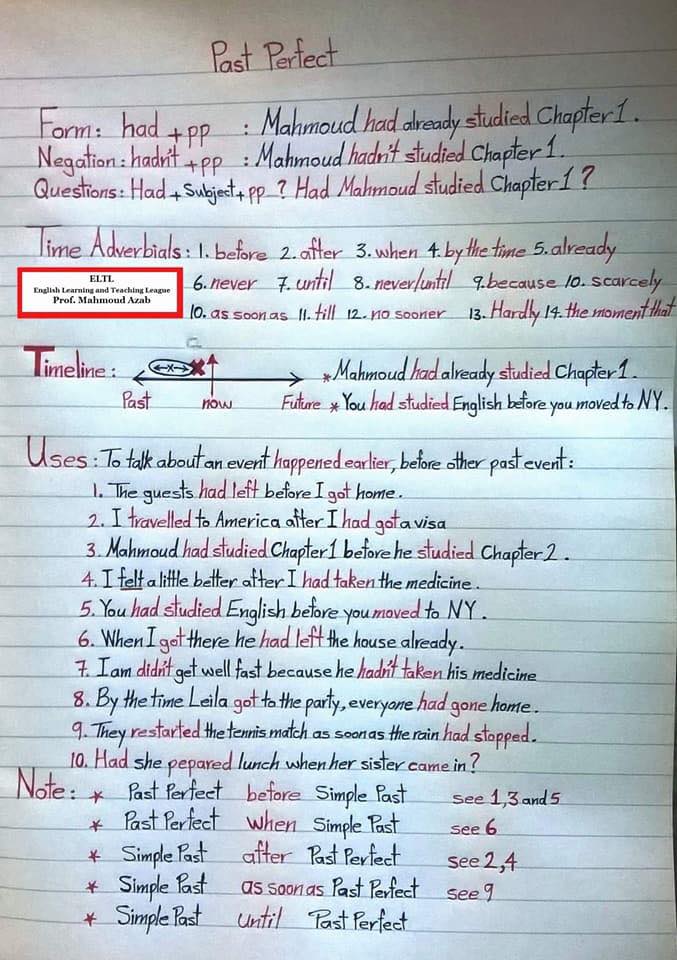 Past Perfect
Form: had + pp : Mahmoud had already studied Chapter 1.
Negation: hadn't + pp : Mahmoud hadn't studied Chapter 1.
Questions: Had + Subject + pp ? Had Mahmoud studied Chapter 1 ?
Time Adverbials: 1. before 2. after 3. when 4. by the time 5. already
ELTL
English Learning and Teaching League
Prof. Mahmoud Azab
6. never 7. until 8. never/until 9. because 10. scarcely
10. as soon as 11. till 12. no sooner 13. Hardly 14. the moment that
Timeline: x * Mahmoud had already studied Chapter 1.
Past now Future * You had studied English before you moved to NY.
Uses: To talk about an event happened earlier, before other past event:
1. The guests had left before I got home.
2. I travelled to America after I had got a visa
3. Mahmoud had studied Chapter 1 before he studied Chapter 2.
4. I felt a little better after I had taken the medicine.
5. You had studied English before you moved to NY.
6. When I got there he had left the house already.
7. I am didn't get well fast because he hadn't taken his medicine
8. By the time Leila got to the party, everyone had gone home.
9. They restarted the tennis match as soon as the rain had stopped.
10. Had she pepared lunch when her sister came in?
Note: * Past Perfect before Simple Past see 1,3 and 5
* Past Perfect when Simple Past see 6
* Simple Past after Past Perfect see 2,4
* Simple Past as soon as Past Perfect see 9
* Simple Past until Past Perfect